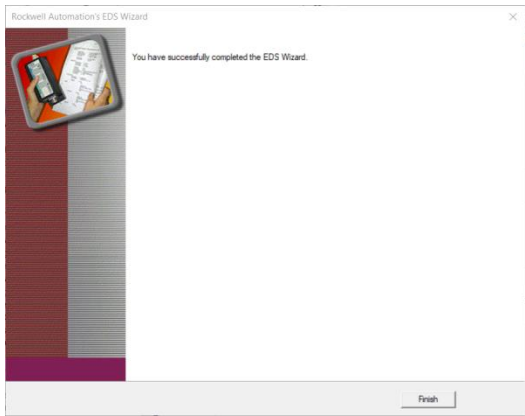 Rockwell Automation's EDS Wizard
You have successfully completed the EDS Wizard.
Finish